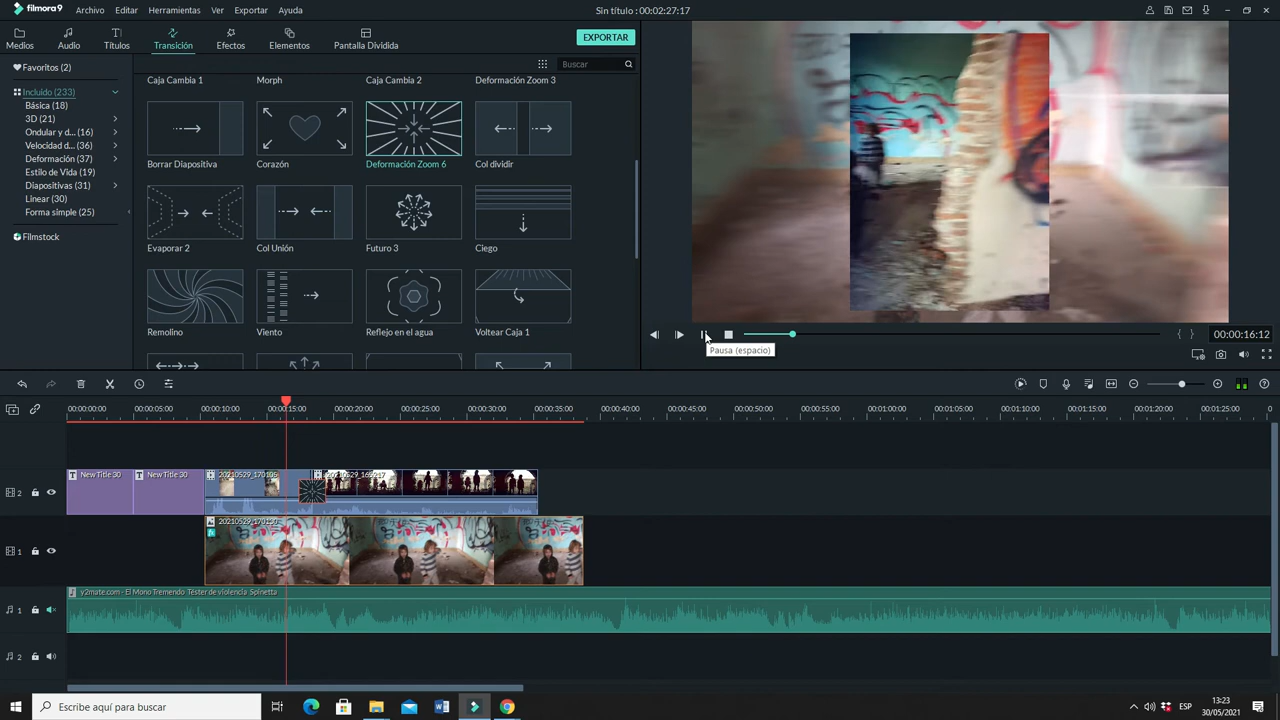 filmora9 Archivo Editar Herramientas Ver Exportar Ayuda Sin título : 00:02:27:17
Medios Audio Títulos Transición Efectos Elementos Pantalla Dividida EXPORTAR
Favoritos (2)
Buscar
Incluido (233)
Básica (18)
3D (21)
Ondular y d... (16)
Velocidad d... (36)
Deformación (37)
Estilo de Vida (19)
Diapositivas (31)
Linear (30)
Forma simple (25)
Filmstock
Caja Cambia 1 Morph Caja Cambia 2 Deformación Zoom 3
Borrar Diapositiva Corazón Deformación Zoom 6 Col dividir
Evaporar 2 Col Unión Futuro 3 Ciego
Remolino Viento Reflejo en el agua Voltear Caja 1
00:00:16:12
Pausa (espacio)
00:00:00:00 00:00:05:00 00:00:10:00 00:00:15:00 00:00:20:00 00:00:25:00 00:00:30:00 00:00:35:00 00:00:40:00 00:00:45:00 00:00:50:00 00:00:55:00 00:01:00:00 00:01:05:00 00:01:10:00 00:01:15:00 00:01:20:00 00:01:25:00 0
2 T New Title 30 T New Title 30 20210529_170105
1 fx
1 y2mate.com - El Mono Tremendo Téster de violencia Spinetta
2
Escribe aquí para buscar
ESP
13:23
30/05/2021